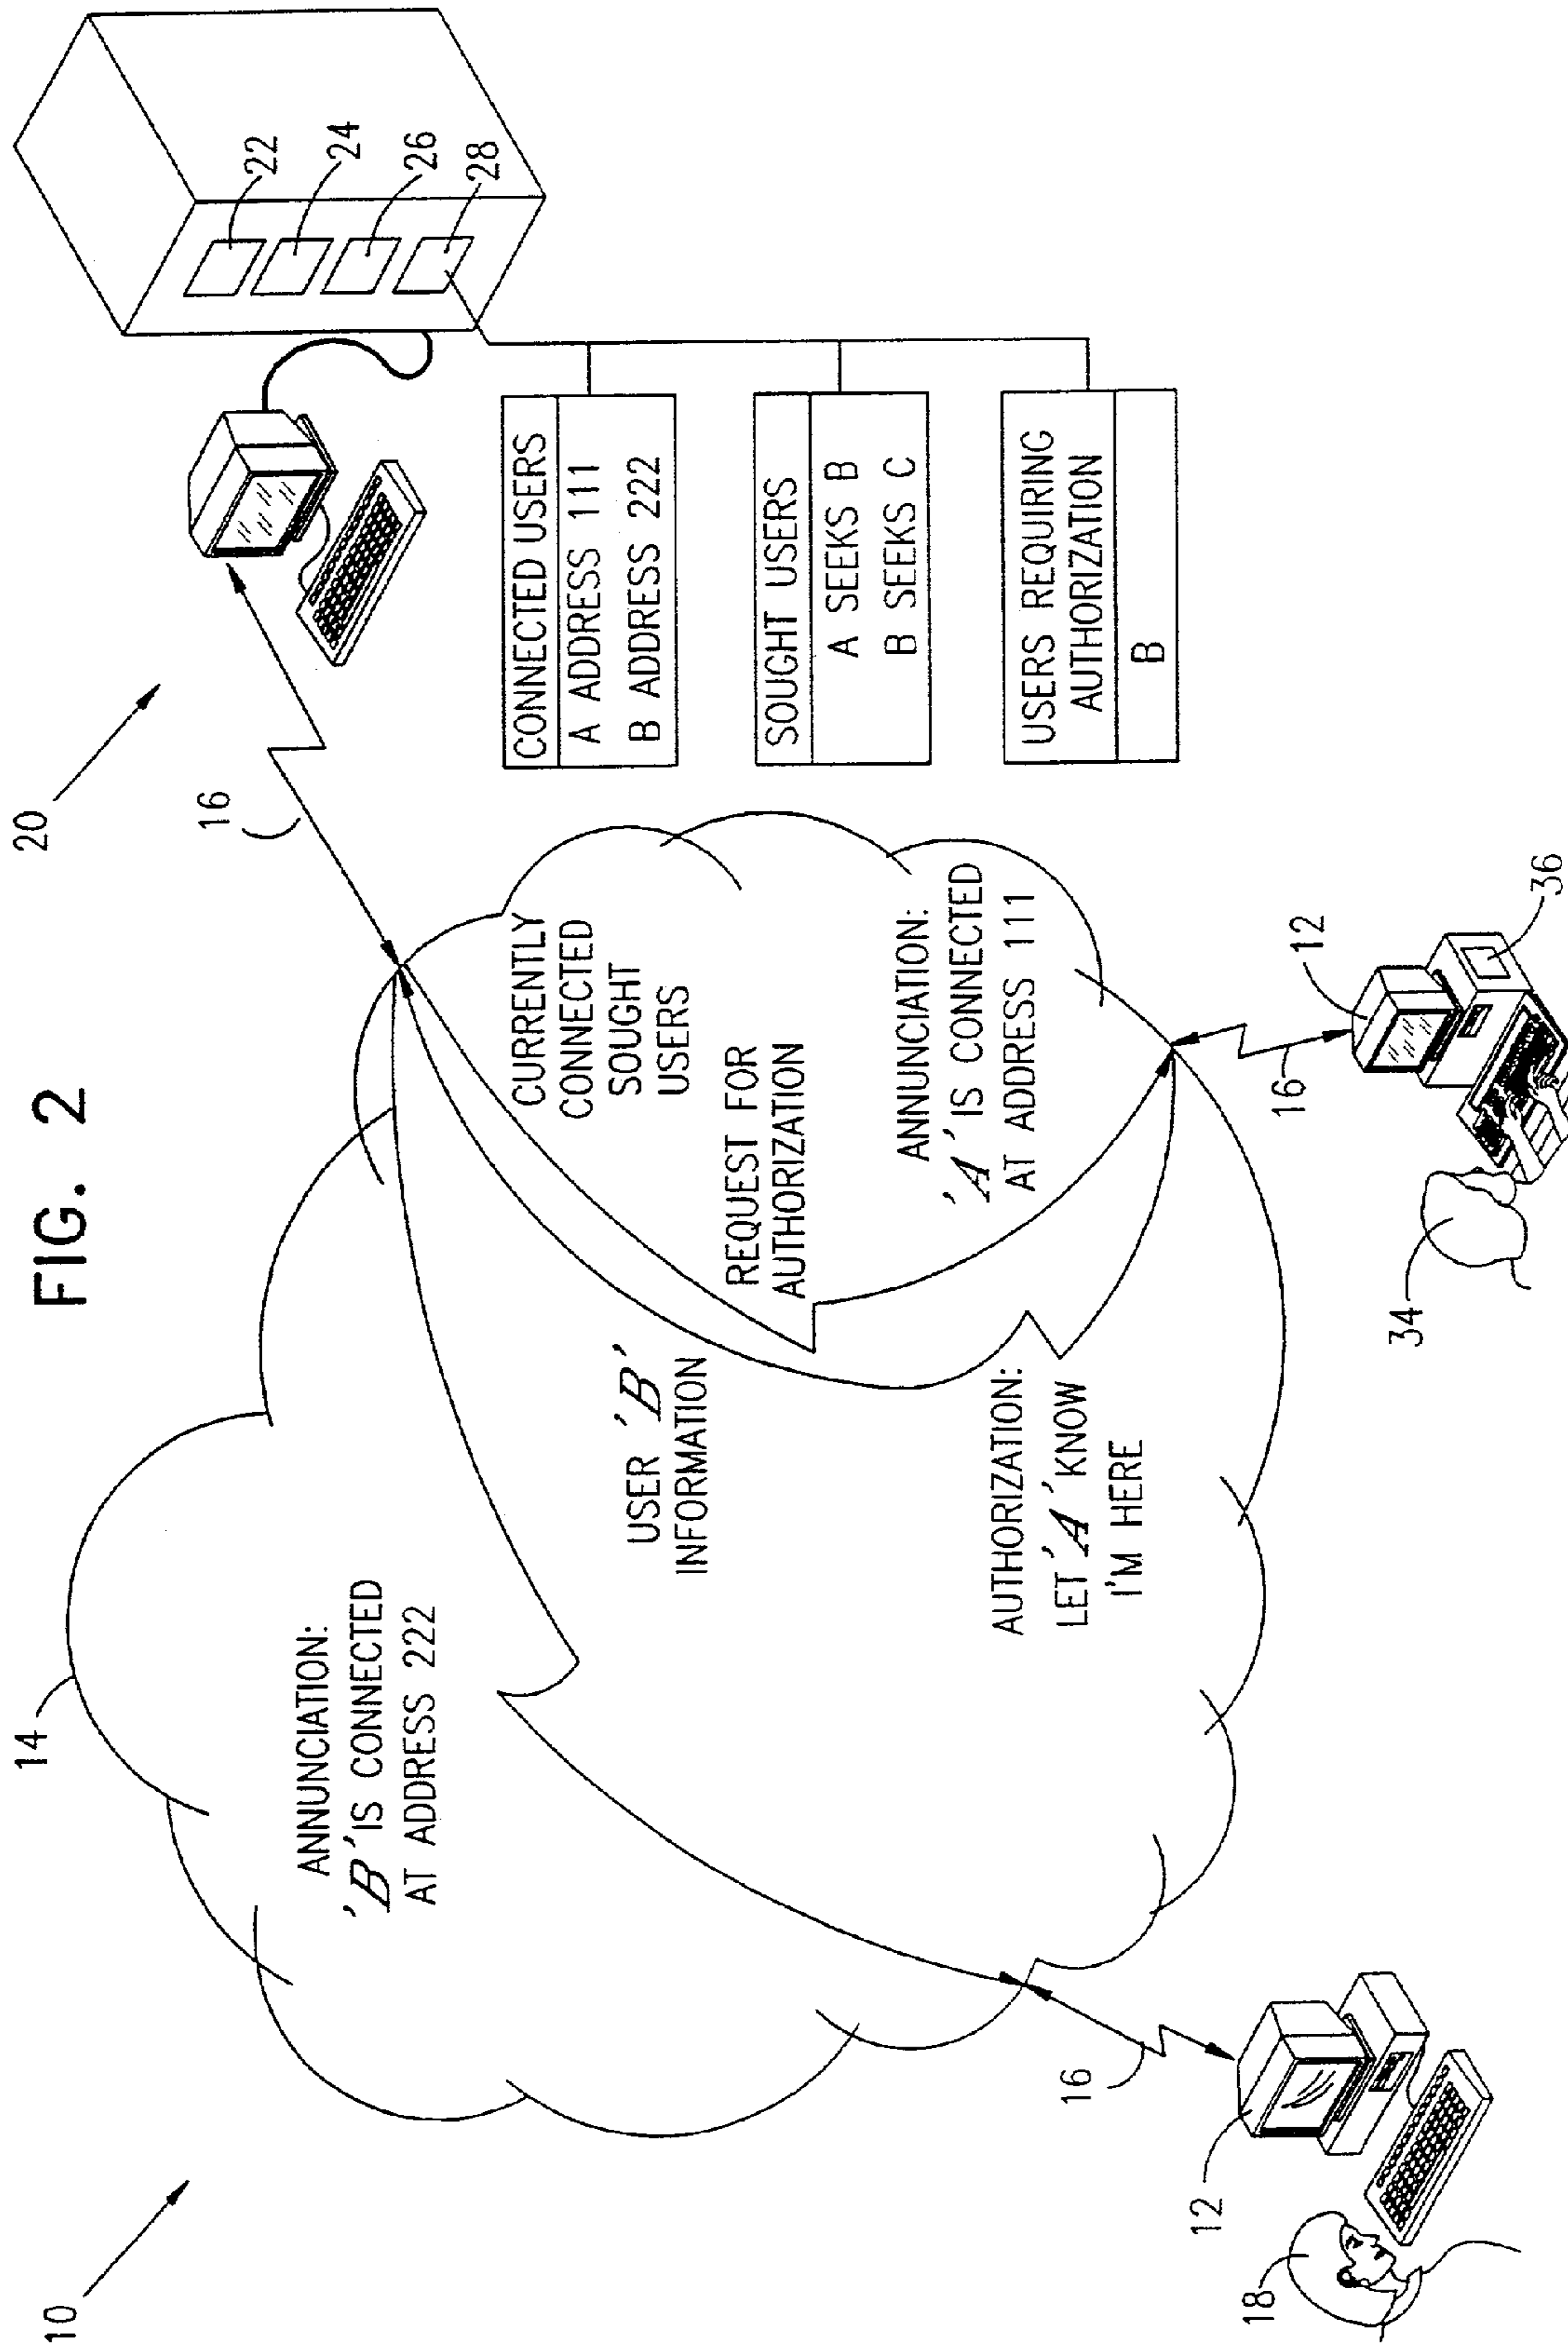 FIG. 2
10
14
20
16
22
24
26
28
ANNUNCIATION:
'B' IS CONNECTED
AT ADDRESS 222
USER 'B'
INFORMATION
CURRENTLY
CONNECTED
SOUGHT
USERS
REQUEST FOR
AUTHORIZATION
ANNUNCIATION:
'A' IS CONNECTED
AT ADDRESS 111
AUTHORIZATION:
LET 'A' KNOW
I'M HERE
CONNECTED USERS
A ADDRESS 111
B ADDRESS 222
SOUGHT USERS
A SEEKS B
B SEEKS C
USERS REQUIRING
AUTHORIZATION
B
16
12
18
16
12
36
34